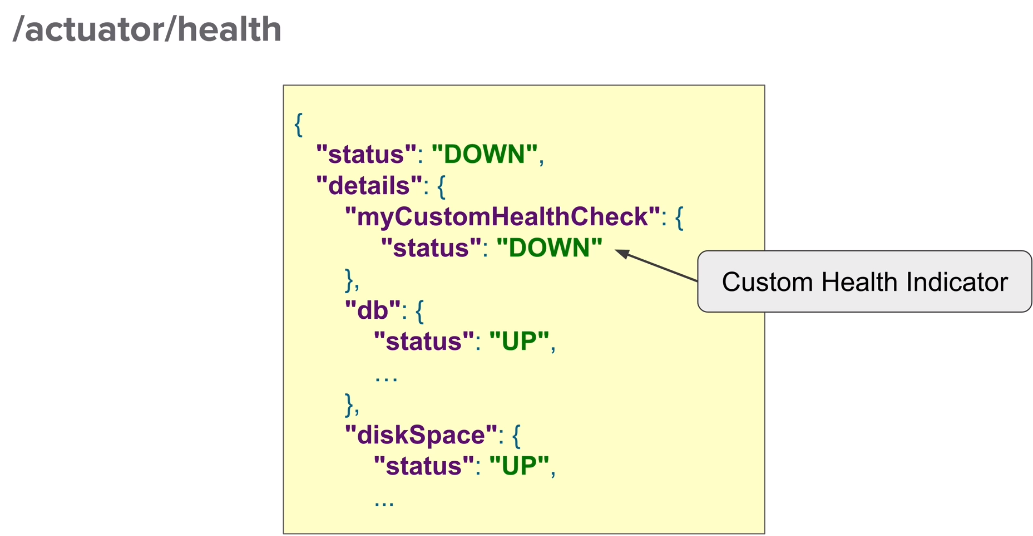 /actuator/health
{
"status": "DOWN",
"details": {
"myCustomHealthCheck": {
"status": "DOWN"
Custom Health Indicator
},
"db": {
"status": "UP",
…
},
"diskSpace": {
"status": "UP",
...